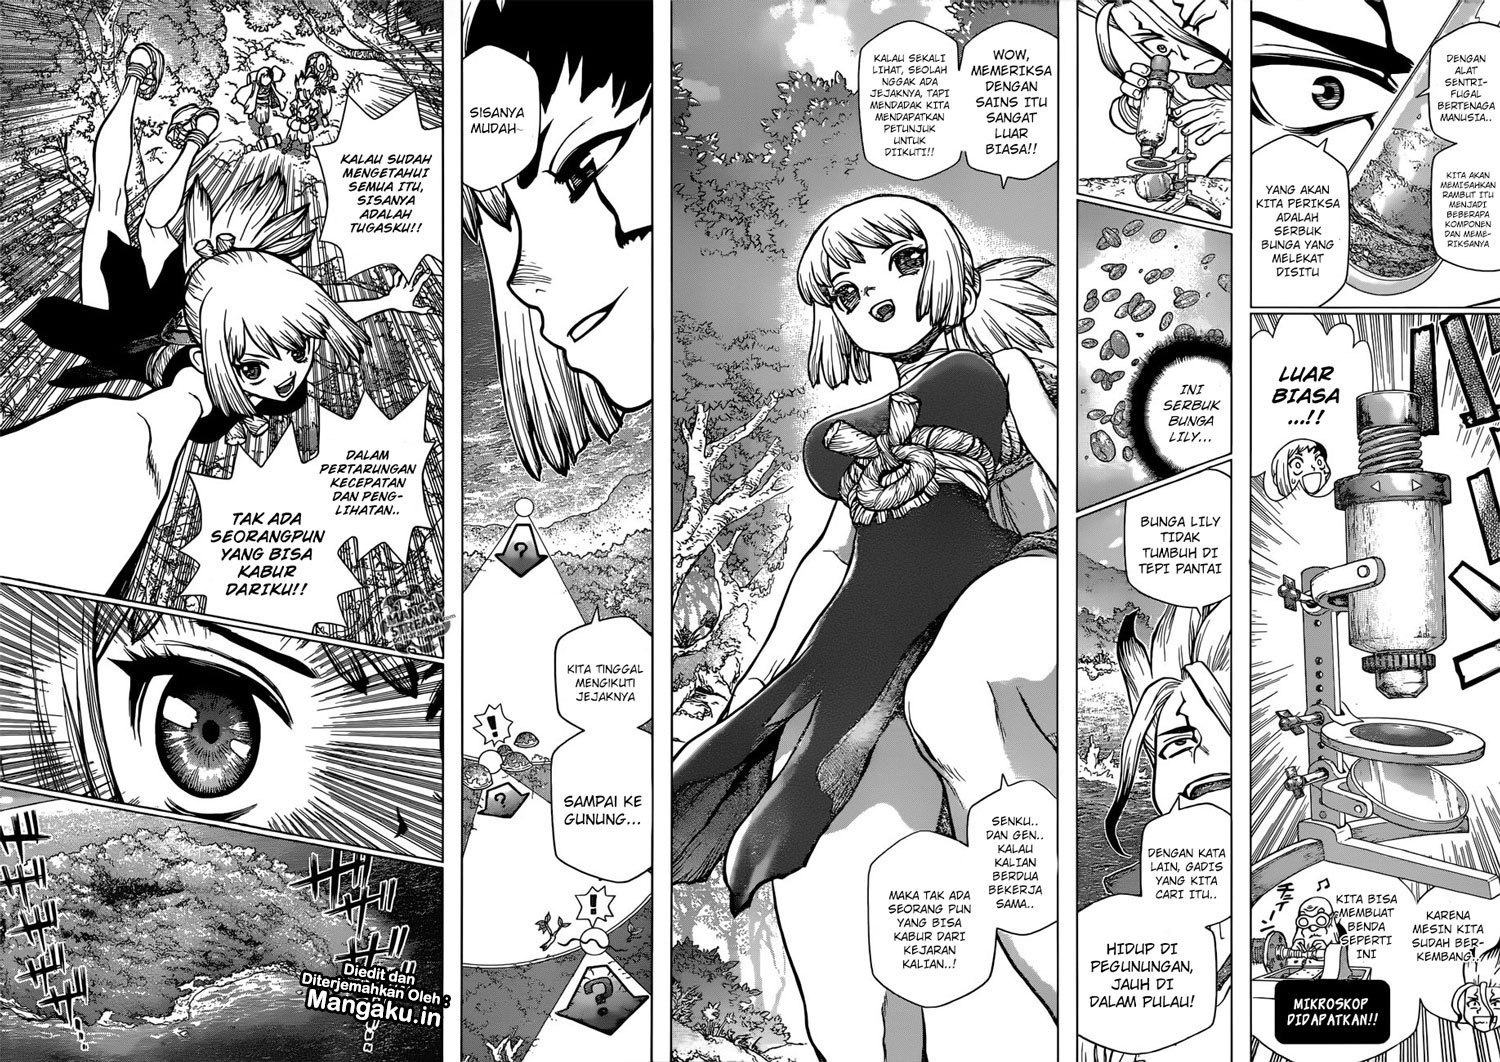 DENGAN
ALAT
SENTRI-
FUGAL
BERTENAGA
MANUSIA..
KITA AKAN
MEMISAHKAN
RAMBUT ITU
MENJADI
BEBERAPA
KOMPONEN
DAN MEME-
RIKSANYA
YANG AKAN
KITA PERIKSA
ADALAH
SERBUK
BUNGA YANG
MELEKAT
DISITU
LUAR
BIASA
...!!
KARENA
MESIN KITA
SUDAH BER-
KEMBANG..
KITA BISA
MEMBUAT
BENDA
SEPERTI
INI
MIKROSKOP
DIDAPATKAN!!
INI
SERBUK
BUNGA
LILY...
BUNGA LILY
TIDAK
TUMBUH DI
TEPI PANTAI
DENGAN KATA
LAIN, GADIS
YANG KITA
CARI ITU..
HIDUP DI
PEGUNUNGAN,
JAUH DI
DALAM PULAU!
WOW,
MEMERIKSA
DENGAN
SAINS ITU
SANGAT
LUAR
BIASA!!
KALAU SEKALI
LIHAT, SEOLAH
NGGAK ADA
JEJAKNYA, TAPI
MENDADAK KITA
MENDAPATKAN
PETUNJUK
UNTUK
DIIKUTI!!
SENKU..
DAN GEN..
KALAU
KALIAN
BERDUA
BEKERJA
SAMA..
MAKA TAK ADA
SEORANG PUN
YANG BISA
KABUR DARI
KEJARAN
KALIAN..!
SISANYA
MUDAH
?
KITA TINGGAL
MENGIKUTI
JEJAKNYA
!
?
SAMPAI KE
GUNUNG...
!
?
KALAU SUDAH
MENGETAHUI
SEMUA ITU,
SISANYA
ADALAH
TUGASKU!!
DALAM
PERTARUNGAN
KECEPATAN
DAN PENG-
LIHATAN..
TAK ADA
SEORANGPUN
YANG BISA
KABUR
DARIKU!!
MANGA
STREAM
Diedit dan
Diterjemahkan Oleh :
Mangaku.in